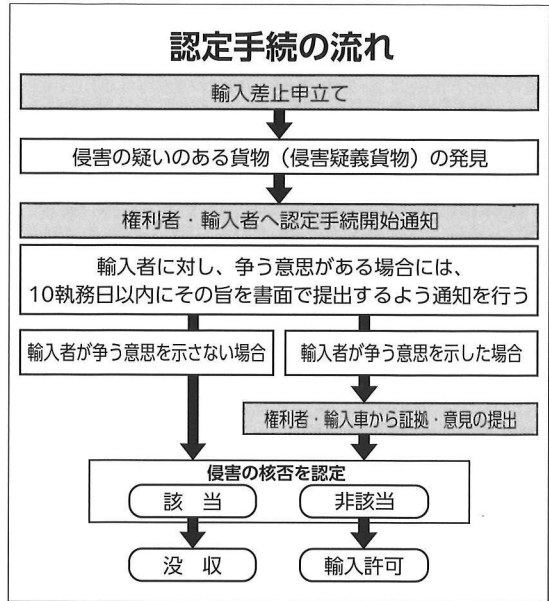 認定手続の流れ
輸入差止申立て
侵害の疑いのある貨物（侵害疑義貨物）の発見
権利者・輸入者へ認定手続開始通知
輸入者に対し、争う意思がある場合には、
10執務日以内にその旨を書面で提出するよう通知を行う
輸入者が争う意思を示さない場合
輸入者が争う意思を示した場合
権利者・輸入車から証拠・意見の提出
侵害の核否を認定
該　当
非該当
没　収
輸入許可